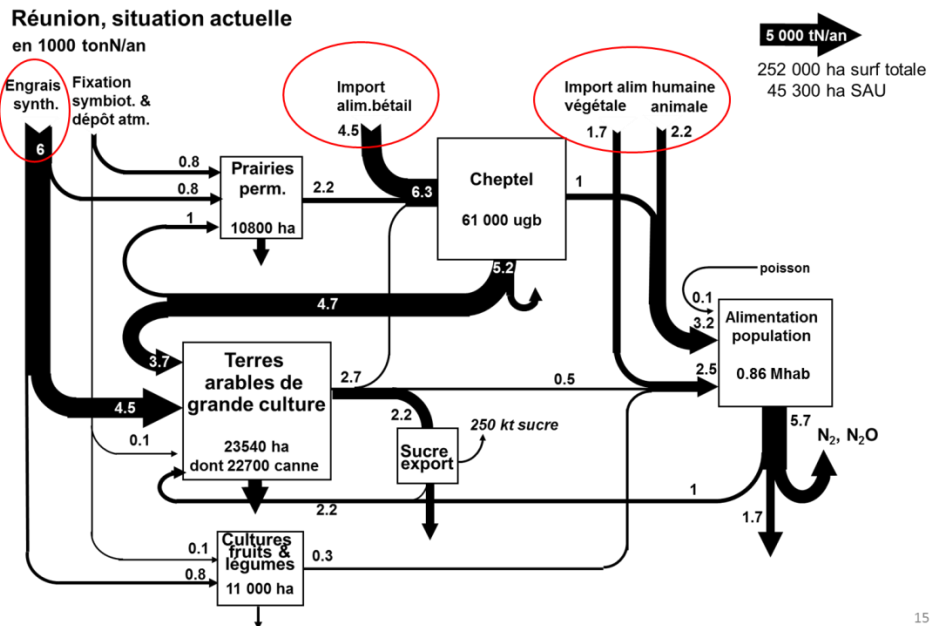 Réunion, situation actuelle
en 1000 tonN/an
5 000 tN/an
252 000 ha surf totale
45 300 ha SAU
Engrais
synth.
Fixation
symbiot. &
dépôt atm.
Import
alim.bétail
Import alim humaine
végétale animale
6
4.5
1.7
2.2
0.8
0.8
1
Prairies
perm.
10800 ha
2.2
6.3
Cheptel
61 000 ugb
1
5.2
4.7
3.7
poisson
0.1
3.2
Alimentation
population
0.86 Mhab
2.5
Terres
arables de
grande culture
23540 ha
dont 22700 canne
4.5
0.1
2.7
0.5
2.2
250 kt sucre
Sucre
export
5.7
N₂, N₂O
1
2.2
1.7
Cultures
fruits &
légumes
11 000 ha
0.1
0.8
0.3
15